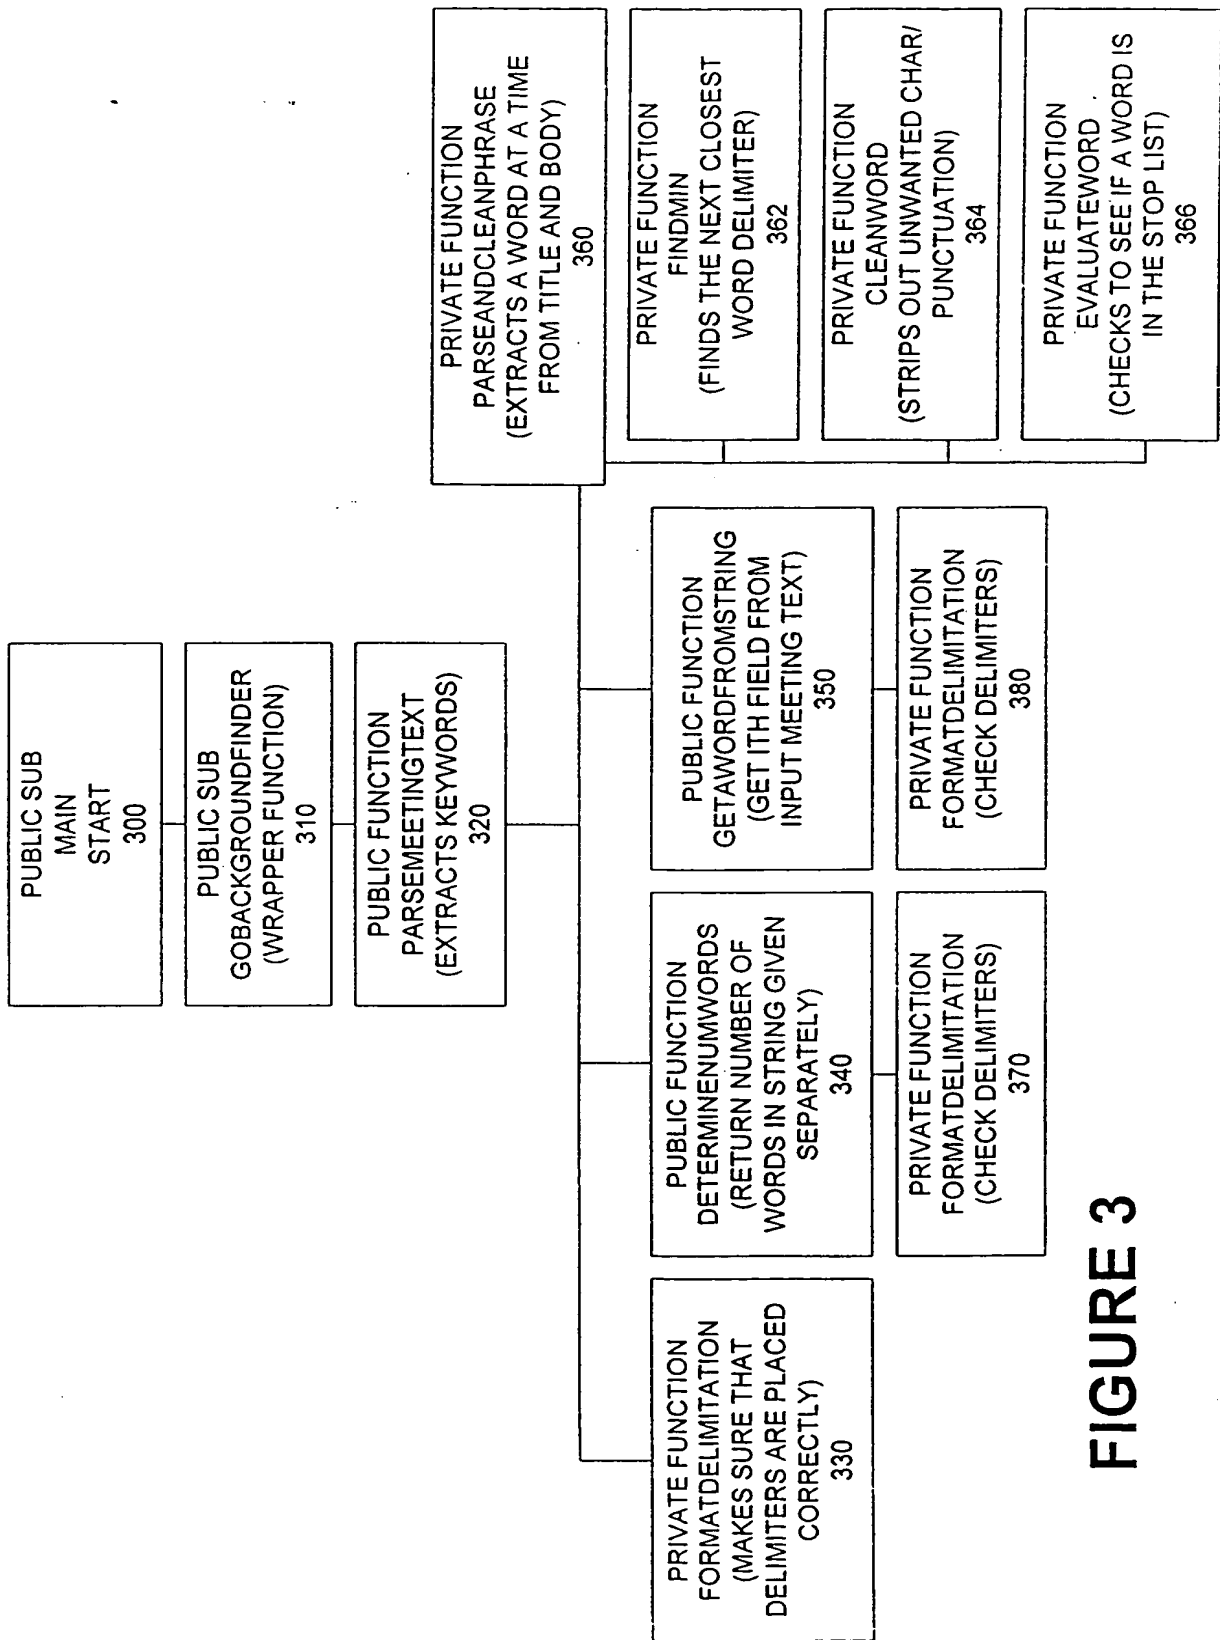 PUBLIC SUB
MAIN
START
300
PUBLIC SUB
GOBACKGROUNDFINDER
(WRAPPER FUNCTION)
310
PUBLIC FUNCTION
PARSEMEETINGTEXT
(EXTRACTS KEYWORDS)
320
PRIVATE FUNCTION
FORMATDELIMITATION
(MAKES SURE THAT
DELIMITERS ARE PLACED
CORRECTLY)
330
PUBLIC FUNCTION
DETERMINENUMWORDS
(RETURN NUMBER OF
WORDS IN STRING GIVEN
SEPARATELY)
340
PUBLIC FUNCTION
GETAWORDFROMSTRING
(GET ITH FIELD FROM
INPUT MEETING TEXT)
350
PRIVATE FUNCTION
PARSEANDCLEANPHRASE
(EXTRACTS A WORD AT A TIME
FROM TITLE AND BODY)
360
PRIVATE FUNCTION
FINDMIN
(FINDS THE NEXT CLOSEST
WORD DELIMITER)
362
PRIVATE FUNCTION
CLEANWORD
(STRIPS OUT UNWANTED CHAR/
PUNCTUATION)
364
PRIVATE FUNCTION
EVALUATEWORD
(CHECKS TO SEE IF A WORD IS
IN THE STOP LIST)
366
PRIVATE FUNCTION
FORMATDELIMITATION
(CHECK DELIMITERS)
370
PRIVATE FUNCTION
FORMATDELIMITATION
(CHECK DELIMITERS)
380
FIGURE 3